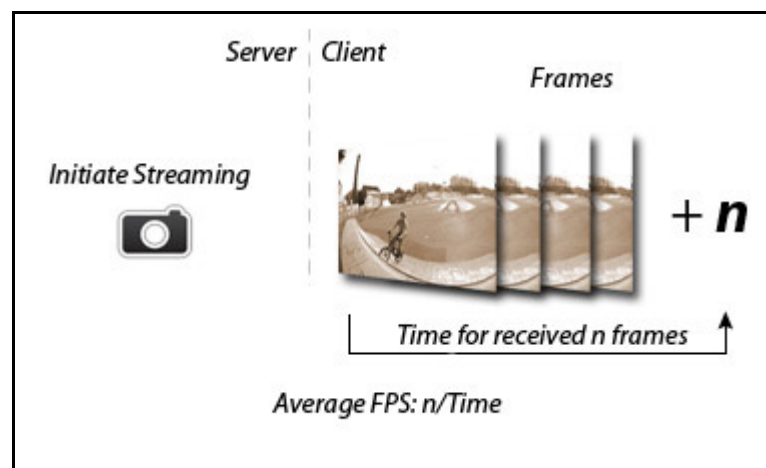 Server
Client
Frames
Initiate Streaming
+ n
Time for received n frames
Average FPS: n/Time